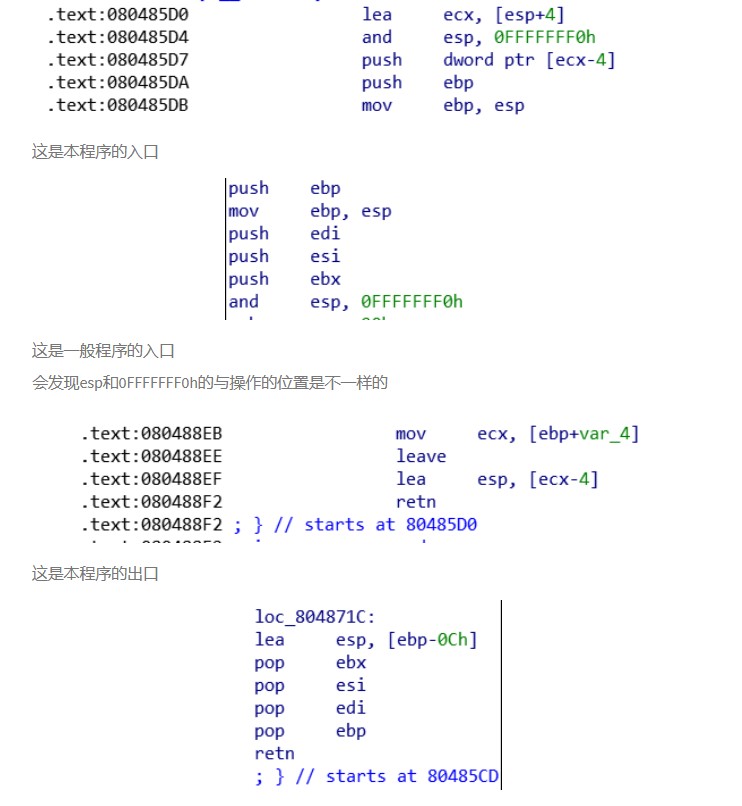 .text:080485D0 lea ecx, [esp+4]
.text:080485D4 and esp, 0FFFFFFF0h
.text:080485D7 push dword ptr [ecx-4]
.text:080485DA push ebp
.text:080485DB mov ebp, esp
这是本程序的入口
push ebp
mov ebp, esp
push edi
push esi
push ebx
and esp, 0FFFFFFF0h
这是一般程序的入口
会发现esp和0FFFFFFF0h的与操作的位置是不一样的
.text:080488EB mov ecx, [ebp+var_4]
.text:080488EE leave
.text:080488EF lea esp, [ecx-4]
.text:080488F2 retn
.text:080488F2 ; } // starts at 80485D0
这是本程序的出口
loc_804871C:
lea esp, [ebp-0Ch]
pop ebx
pop esi
pop edi
pop ebp
retn
; } // starts at 80485CD